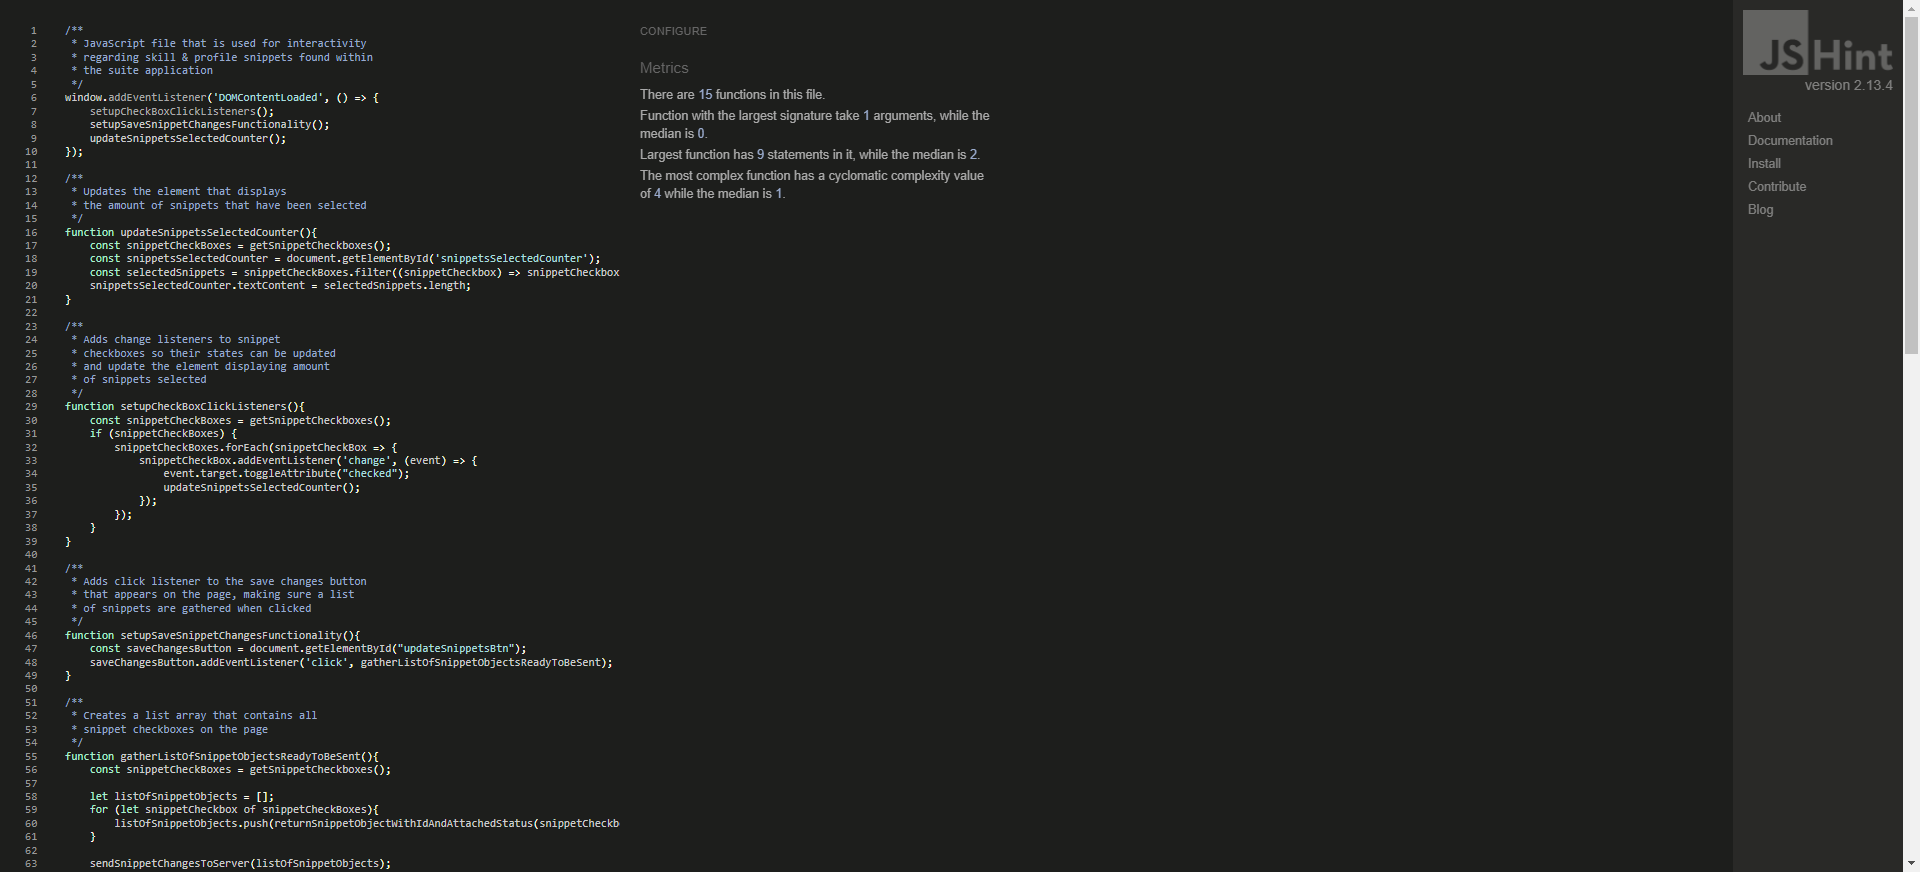 1 /**
2 * JavaScript file that is used for interactivity
3 * regarding skill & profile snippets found within
4 * the suite application
5 */
6 window.addEventListener('DOMContentLoaded', () => {
7 setupCheckBoxClickListeners();
8 setupSaveSnippetChangesFunctionality();
9 updateSnippetsSelectedCounter();
10 });
11
12 /**
13 * Updates the element that displays
14 * the amount of snippets that have been selected
15 */
16 function updateSnippetsSelectedCounter(){
17 const snippetCheckBoxes = getSnippetCheckboxes();
18 const snippetsSelectedCounter = document.getElementById('snippetsSelectedCounter');
19 const selectedSnippets = snippetCheckBoxes.filter((snippetCheckbox) => snippetCheckbox
20 snippetsSelectedCounter.textContent = selectedSnippets.length;
21 }
22
23 /**
24 * Adds change listeners to snippet
25 * checkboxes so their states can be updated
26 * and update the element displaying amount
27 * of snippets selected
28 */
29 function setupCheckBoxClickListeners(){
30 const snippetCheckBoxes = getSnippetCheckboxes();
31 if (snippetCheckBoxes) {
32 snippetCheckBoxes.forEach(snippetCheckBox => {
33 snippetCheckBox.addEventListener('change', (event) => {
34 event.target.toggleAttribute("checked");
35 updateSnippetsSelectedCounter();
36 });
37 });
38 }
39 }
40
41 /**
42 * Adds click listener to the save changes button
43 * that appears on the page, making sure a list
44 * of snippets are gathered when clicked
45 */
46 function setupSaveSnippetChangesFunctionality(){
47 const saveChangesButton = document.getElementById("updateSnippetsBtn");
48 saveChangesButton.addEventListener('click', gatherListOfSnippetObjectsReadyToBeSent);
49 }
50
51 /**
52 * Creates a list array that contains all
53 * snippet checkboxes on the page
54 */
55 function gatherListOfSnippetObjectsReadyToBeSent(){
56 const snippetCheckBoxes = getSnippetCheckboxes();
57
58 let listOfSnippetObjects = [];
59 for (let snippetCheckbox of snippetCheckBoxes){
60 listOfSnippetObjects.push(returnSnippetObjectWithIdAndAttachedStatus(snippetCheckb
61 }
62
63 sendSnippetChangesToServer(listOfSnippetObjects);
CONFIGURE
Metrics
There are 15 functions in this file.
Function with the largest signature take 1 arguments, while the
median is 0.
Largest function has 9 statements in it, while the median is 2.
The most complex function has a cyclomatic complexity value
of 4 while the median is 1.
JSHint
version 2.13.4
About
Documentation
Install
Contribute
Blog